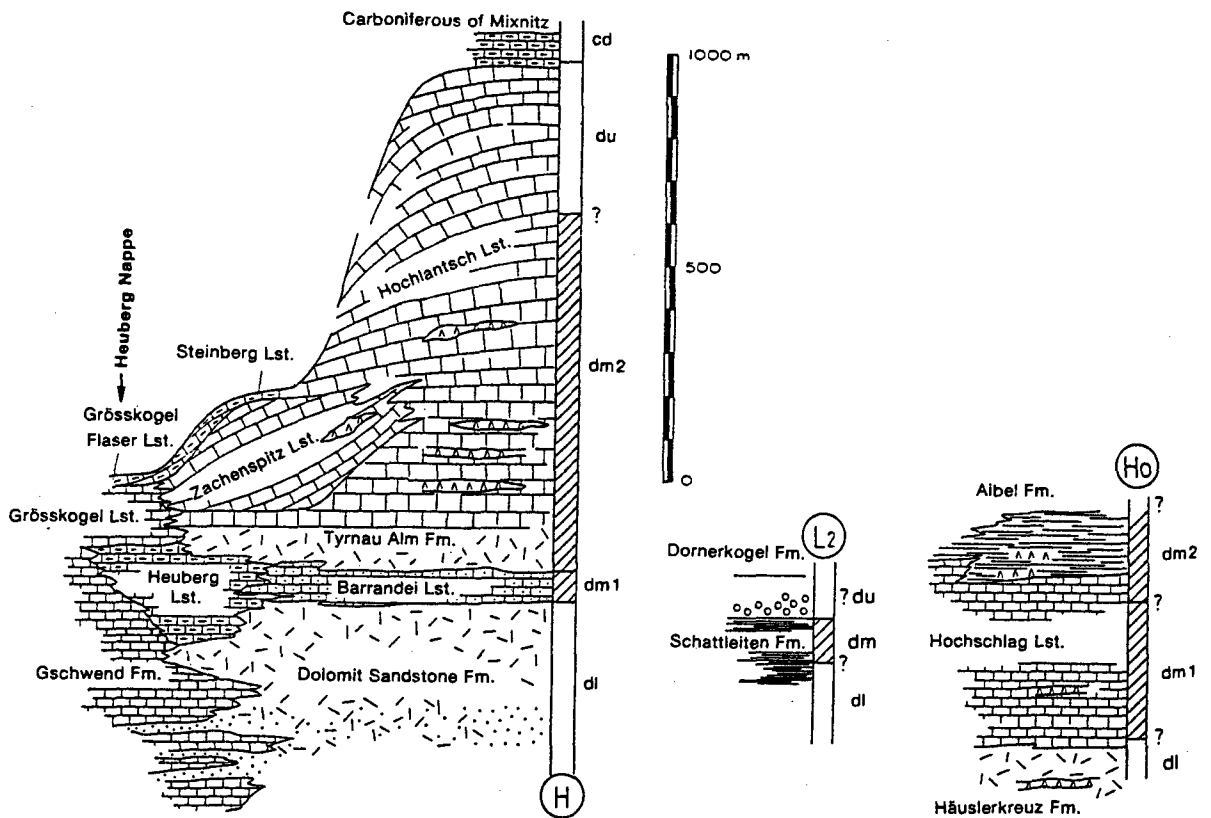 Carboniferous of Mixnitz
cd
du
?
Hochlantsch Lst.
dm2
Heuberg Nappe
Steinberg Lst.
Grösskogel
Flaser Lst.
Zachenspitz Lst.
Grösskogel Lst.
Tyrnau Alm Fm.
Heuberg
Lst.
Barrandei Lst.
dm1
Gschwend Fm.
Dolomit Sandstone Fm.
dl
H
1000 m
500
0
L2
Dornerkogel Fm.
? du
Schattleiten Fm.
dm
?
dl
Ho
Aibel Fm.
?
dm2
?
Hochschlag Lst.
dm1
?
dl
Häuslerkreuz Fm.